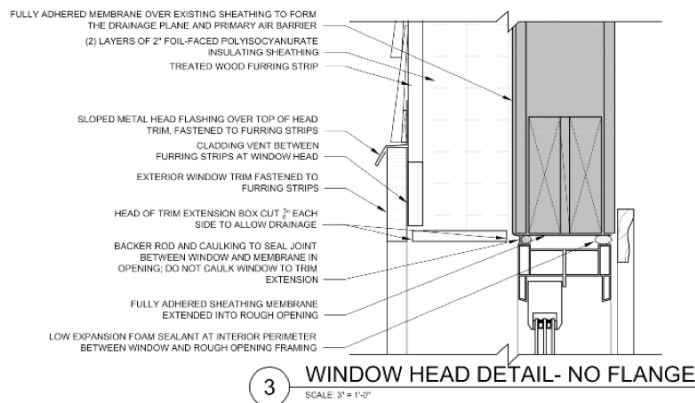 FULLY ADHERED MEMBRANE OVER EXISTING SHEATHING TO FORM
THE DRAINAGE PLANE AND PRIMARY AIR BARRIER
(2) LAYERS OF 2" FOIL-FACED POLYISOCYANURATE
INSULATING SHEATHING
TREATED WOOD FURRING STRIP
SLOPED METAL HEAD FLASHING OVER TOP OF HEAD
TRIM, FASTENED TO FURRING STRIPS
CLADDING VENT BETWEEN
FURRING STRIPS AT WINDOW HEAD
EXTERIOR WINDOW TRIM FASTENED TO
FURRING STRIPS
HEAD OF TRIM EXTENSION BOX CUT EACH
SIDE TO ALLOW DRAINAGE
BACKER ROD AND CAULKING TO SEAL JOINT
BETWEEN WINDOW AND MEMBRANE IN
OPENING; DO NOT CAULK WINDOW TO TRIM
EXTENSION
FULLY ADHERED SHEATHING MEMBRANE
EXTENDED INTO ROUGH OPENING
LOW EXPANSION FOAM SEALANT AT INTERIOR PERIMETER
BETWEEN WINDOW AND ROUGH OPENING FRAMING
3 WINDOW HEAD DETAIL- NO FLANGE
SCALE: 3" = 1'-0"